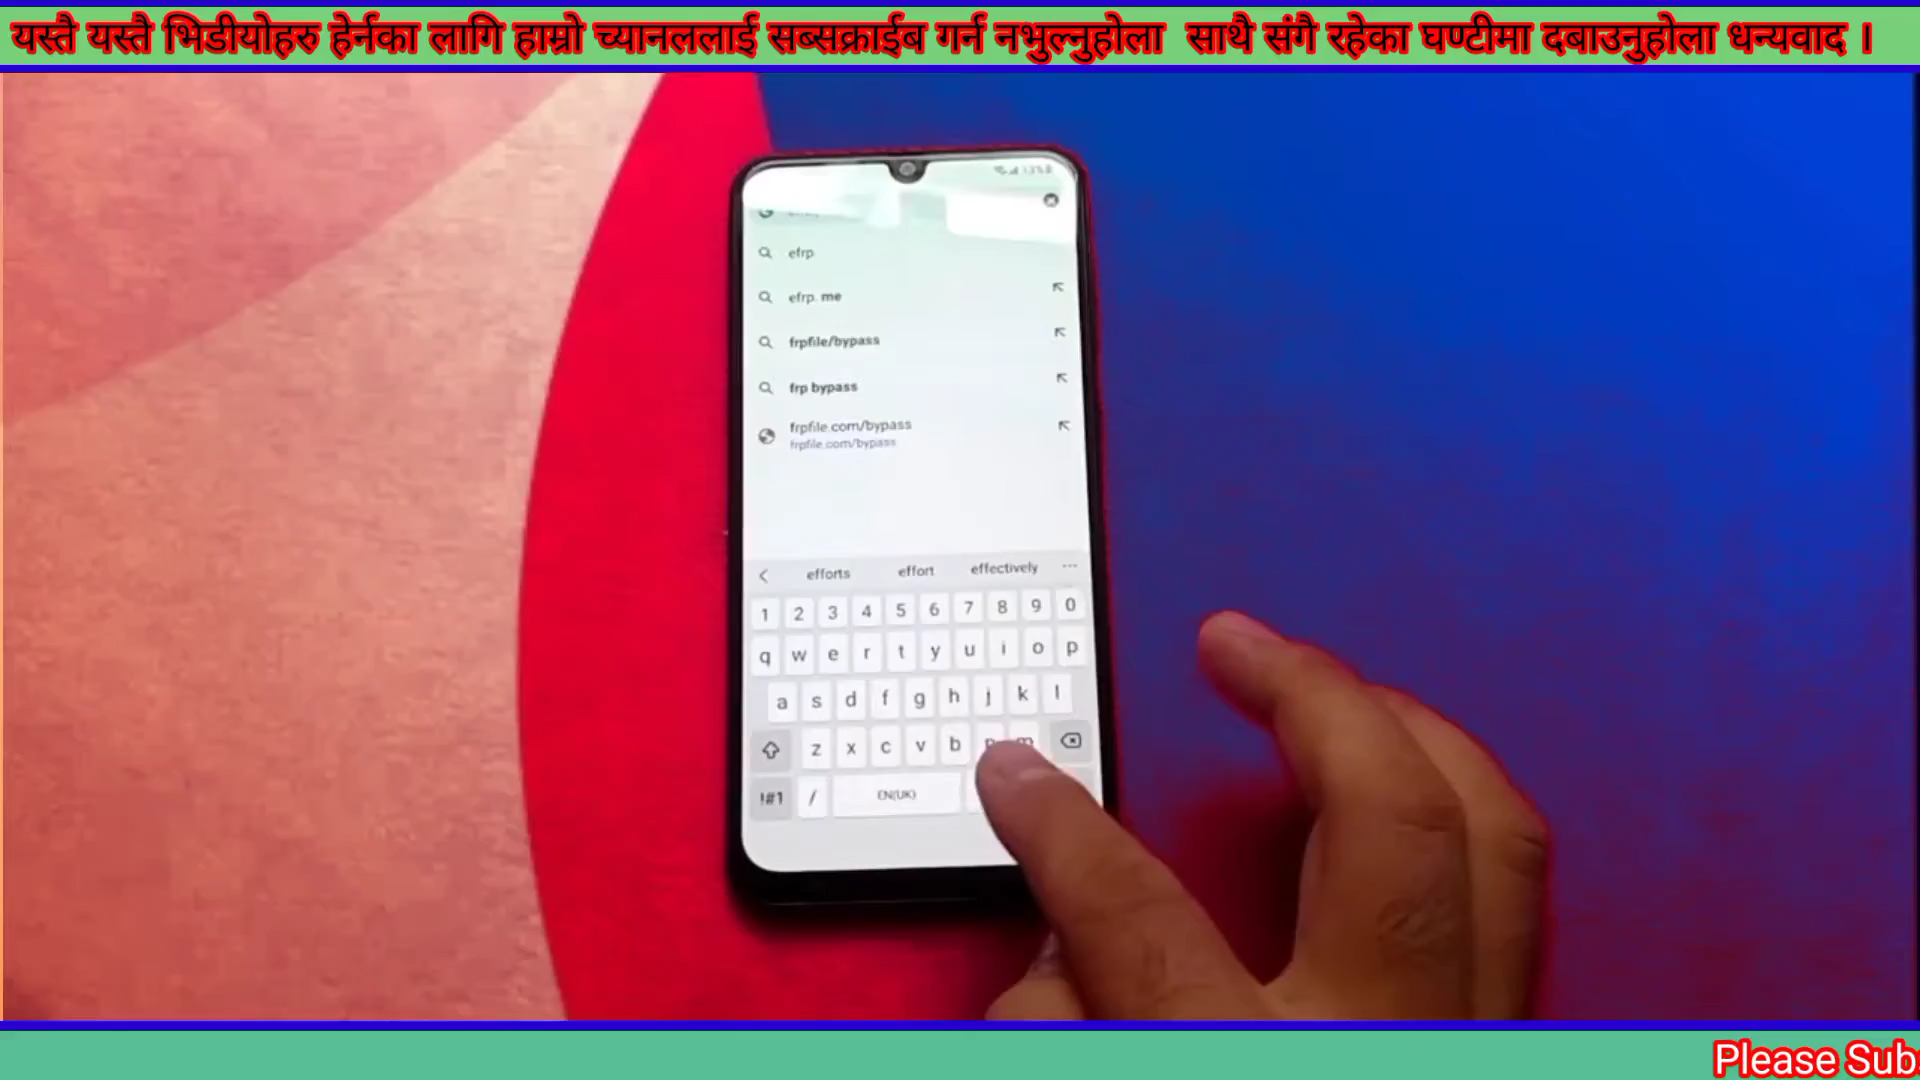 यस्तै यस्तै भिडीयोहरु हेर्नका लागि हाम्रो च्यानललाई सब्सक्राईब गर्न नभुल्नुहोला साथै संगै रहेका घण्टीमा दबाउनुहोला धन्यवाद ।
efrp
efrp. me
frpfile/bypass
frp bypass
frpfile.com/bypass
frpfile.com/bypass
efforts effort effectively
1 2 3 4 5 6 7 8 9 0
q w e r t y u i o p
a s d f g h j k l
z x c v b n m
!#1 / EN(UK)
Please Sub